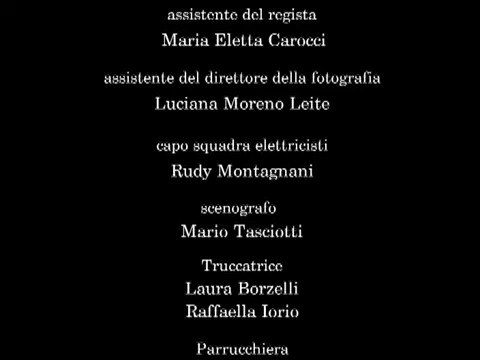 assistente del regista
Maria Eletta Carocci
assistente del direttore della fotografia
Luciana Moreno Leite
capo squadra elettricisti
Rudy Montagnani
scenografo
Mario Tasciotti
Truccatrice
Laura Borzelli
Raffaella Iorio
Parrucchiera